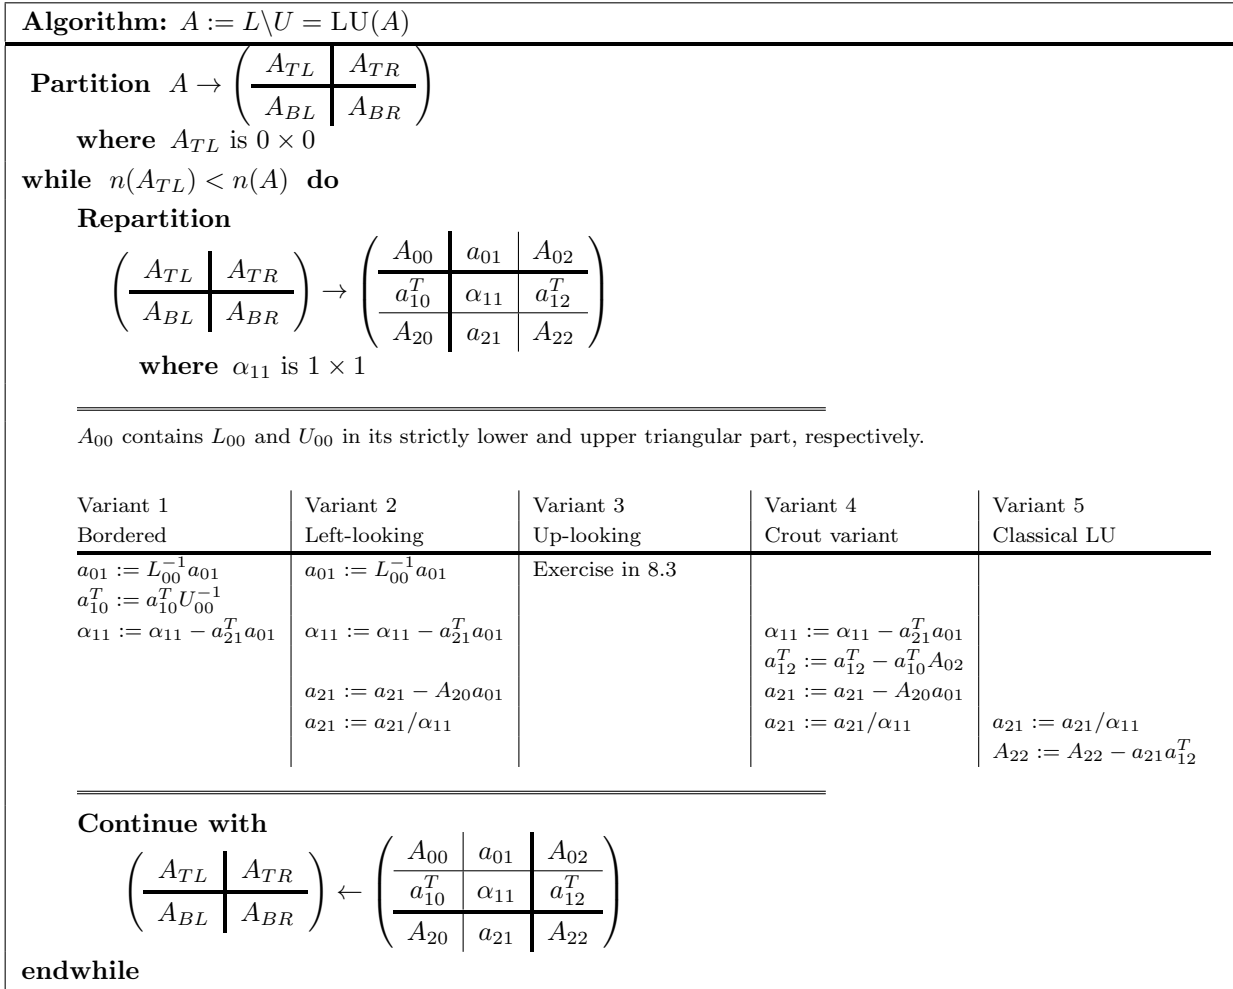 Algorithm: A := L\U = LU(A)
Partition A → ( A_TL | A_TR / A_BL | A_BR )
where A_TL is 0 × 0
while n(A_TL) < n(A) do
Repartition
( A_TL | A_TR / A_BL | A_BR ) → ( A_00 | a_01 | A_02 / a_10^T | α_11 | a_12^T / A_20 | a_21 | A_22 )
where α_11 is 1 × 1
A_00 contains L_00 and U_00 in its strictly lower and upper triangular part, respectively.
Variant 1 | Variant 2 | Variant 3 | Variant 4 | Variant 5
Bordered | Left-looking | Up-looking | Crout variant | Classical LU
a_01 := L_00^{-1} a_01 | a_01 := L_00^{-1} a_01 | Exercise in 8.3 | |
a_10^T := a_10^T U_00^{-1} | | | |
α_11 := α_11 − a_21^T a_01 | α_11 := α_11 − a_21^T a_01 | | α_11 := α_11 − a_21^T a_01 |
| | | a_12^T := a_12^T − a_10^T A_02 |
| a_21 := a_21 − A_20 a_01 | | a_21 := a_21 − A_20 a_01 |
| a_21 := a_21/α_11 | | a_21 := a_21/α_11 | a_21 := a_21/α_11
| | | | A_22 := A_22 − a_21 a_12^T
Continue with
( A_TL | A_TR / A_BL | A_BR ) ← ( A_00 | a_01 | A_02 / a_10^T | α_11 | a_12^T / A_20 | a_21 | A_22 )
endwhile